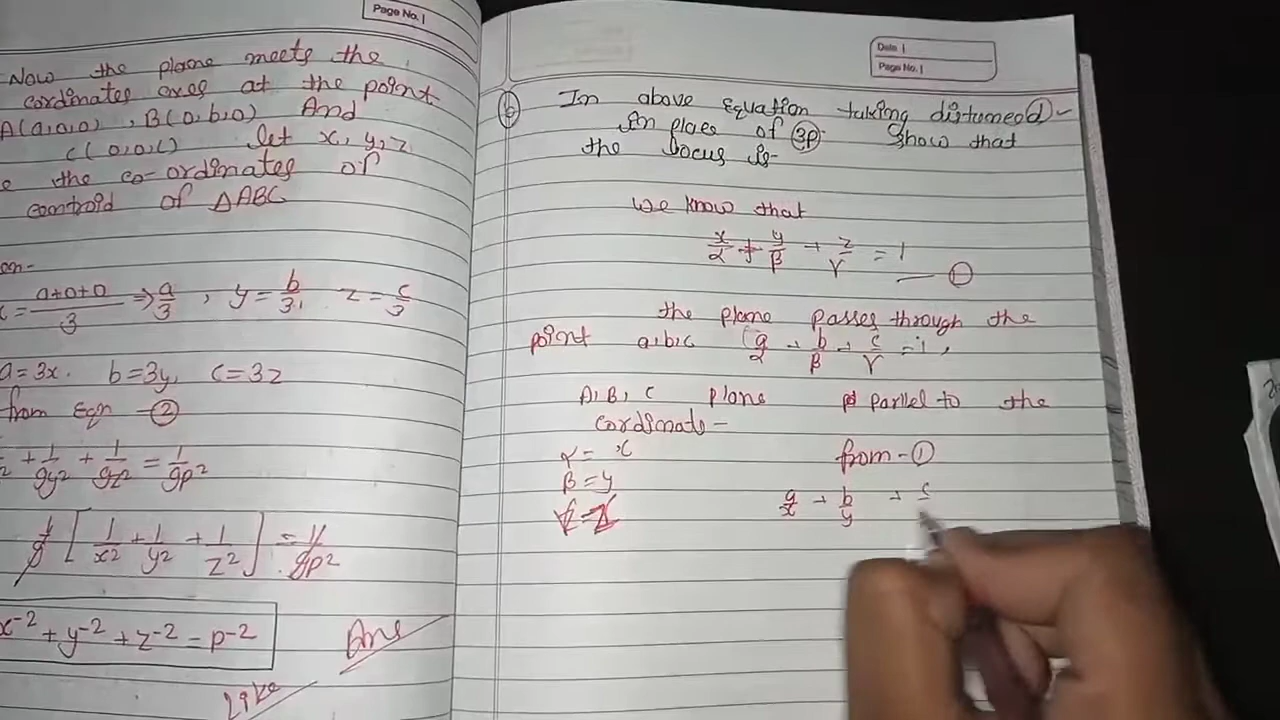 Page No. |
Now the plane meets the
cordinates axes at the point
A(a,0,0) , B(0,b,0) And
C(0,0,c) let x, y, z
e the co-ordinates of
centroid of ΔABC
on-
x = a+0+0/3 ⇒ a/3 , y = b/3, z = c/3
a = 3x. b = 3y, c = 3z
from Eqn - ②
+ 1/9y² + 1/9z² = 1/9p²
1/9 [ 1/x² + 1/y² + 1/z² ] = 1/9p²
x⁻² + y⁻² + z⁻² = p⁻²
Ans
Like
Date |
Page No. |
⑥ In above Equation taking
in place of 3p. Show that
the locus is-
we know that
x/α + y/β + z/γ = 1 — ①
the plane passes through the
point a,b,c (a/α + b/β + c/γ = 1,
A, B, C plane parllel to the
cordinate-
α = x
β = y
from - ①
a/x + b/y + c